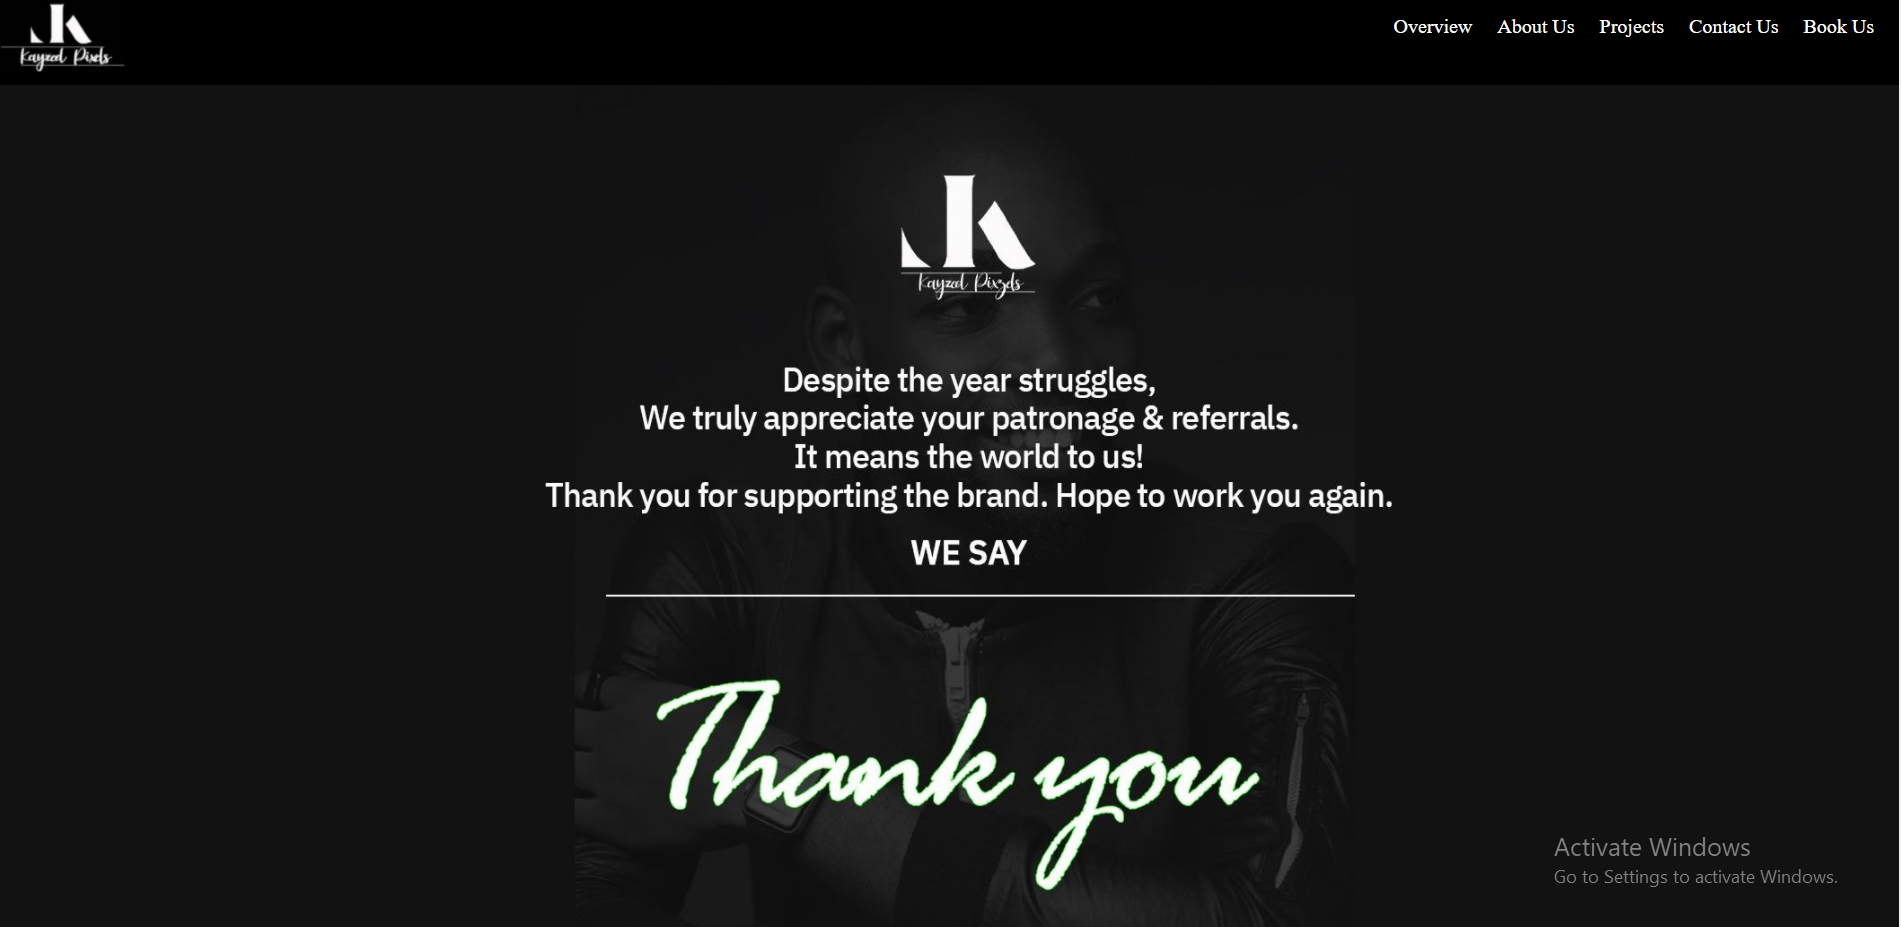 Kayzed Pixels
Overview About Us Projects Contact Us Book Us
Kayzed Pixels
Despite the year struggles,
We truly appreciate your patronage & referrals.
It means the world to us!
Thank you for supporting the brand. Hope to work you again.
WE SAY
Thank you
Activate Windows
Go to Settings to activate Windows.